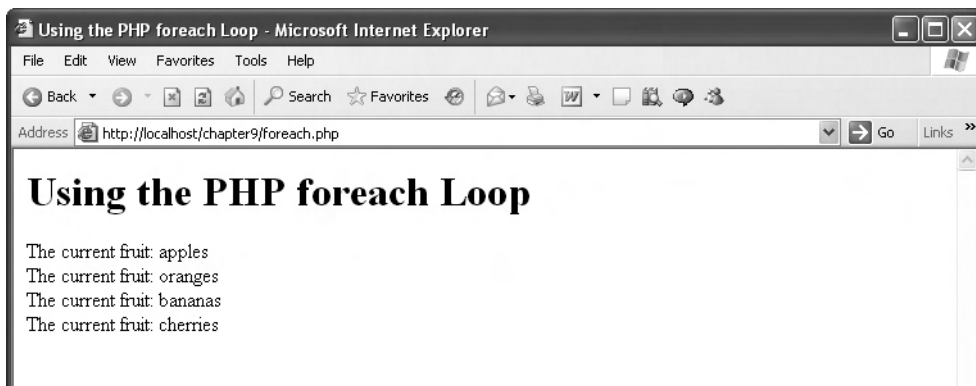 Using the PHP foreach Loop - Microsoft Internet Explorer
File Edit View Favorites Tools Help
Back Search Favorites W
Address http://localhost/chapter9/foreach.php Go Links »
Using the PHP foreach Loop
The current fruit: apples
The current fruit: oranges
The current fruit: bananas
The current fruit: cherries